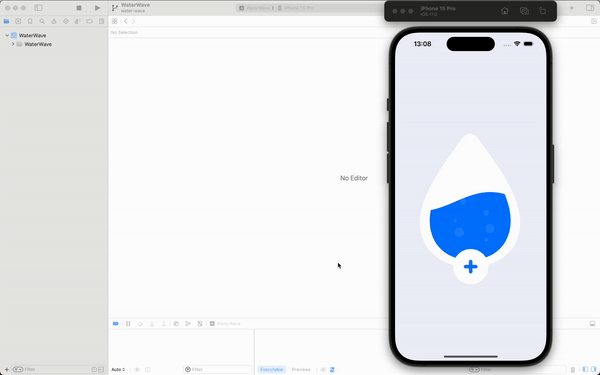 WaterWave
water-wave
iPhone 15 Pro
iOS 17.0
No Selection
WaterWave
WaterWave
13:08
No Editor
WaterWave
Filter
Auto
Filter
Executable
Previews
Filter